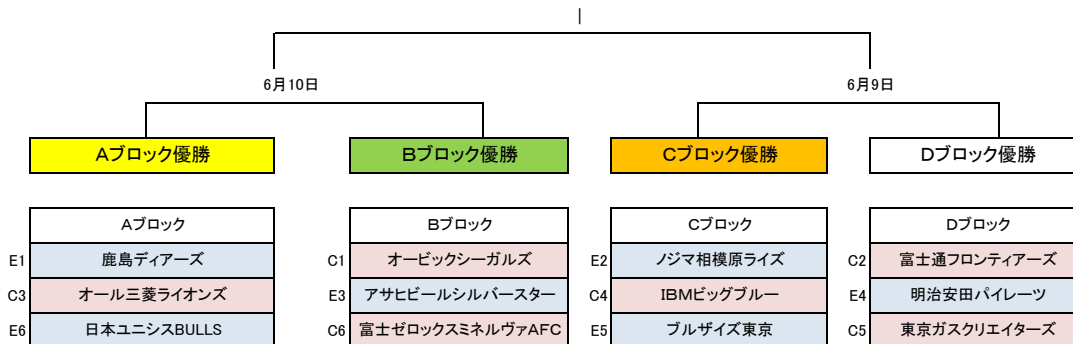 6月10日
6月9日
Aブロック優勝
Bブロック優勝
Cブロック優勝
Dブロック優勝
Aブロック
Bブロック
Cブロック
Dブロック
E1 鹿島ディアーズ
C1 オービックシーガルズ
E2 ノジマ相模原ライズ
C2 富士通フロンティアーズ
C3 オール三菱ライオンズ
E3 アサヒビールシルバースター
C4 IBMビッグブルー
E4 明治安田パイレーツ
E6 日本ユニシスBULLS
C6 富士ゼロックスミネルヴァAFC
E5 ブルザイズ東京
C5 東京ガスクリエイターズ